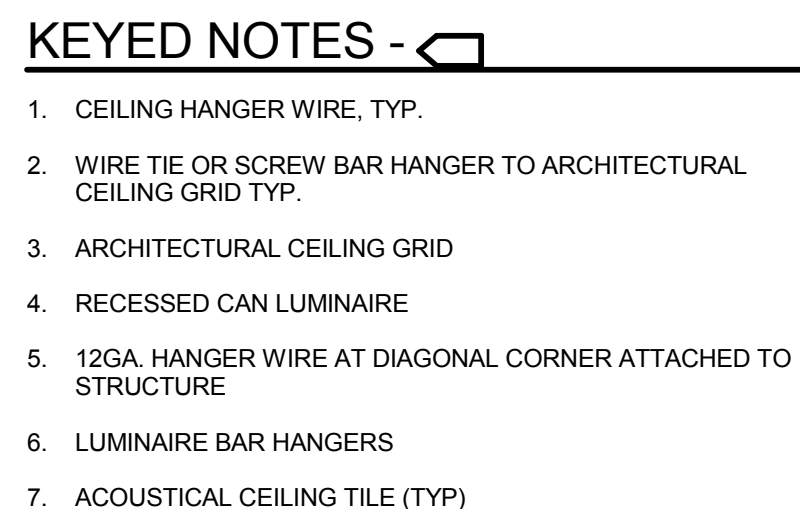 KEYED NOTES -
1. CEILING HANGER WIRE, TYP.
2. WIRE TIE OR SCREW BAR HANGER TO ARCHITECTURAL
CEILING GRID TYP.
3. ARCHITECTURAL CEILING GRID
4. RECESSED CAN LUMINAIRE
5. 12GA. HANGER WIRE AT DIAGONAL CORNER ATTACHED TO
STRUCTURE
6. LUMINAIRE BAR HANGERS
7. ACOUSTICAL CEILING TILE (TYP)